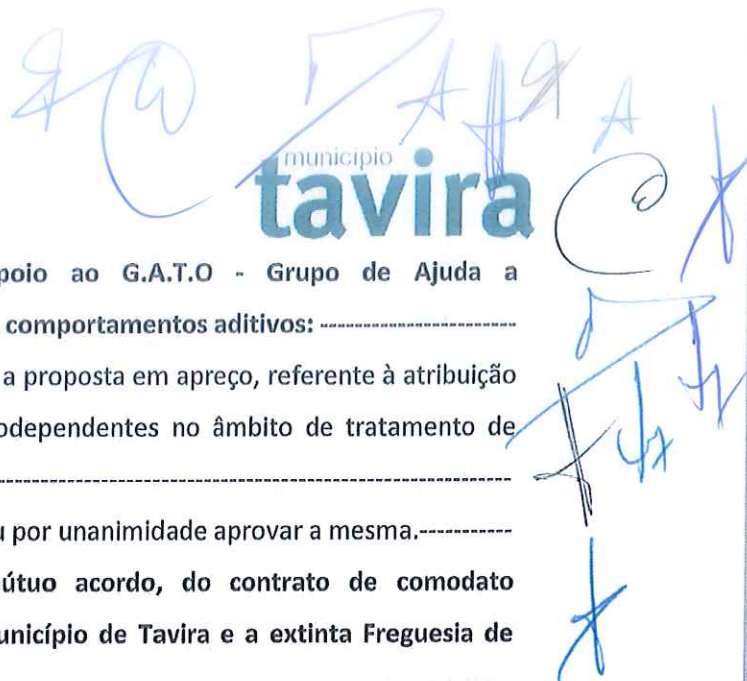 município
tavira
poio ao G.A.T.O - Grupo de Ajuda a
comportamentos aditivos: ------------------------
a proposta em apreço, referente à atribuição
odependentes no âmbito de tratamento de
------------------------------------------------------------
u por unanimidade aprovar a mesma.-----------
útuo acordo, do contrato de comodato
unicípio de Tavira e a extinta Freguesia de